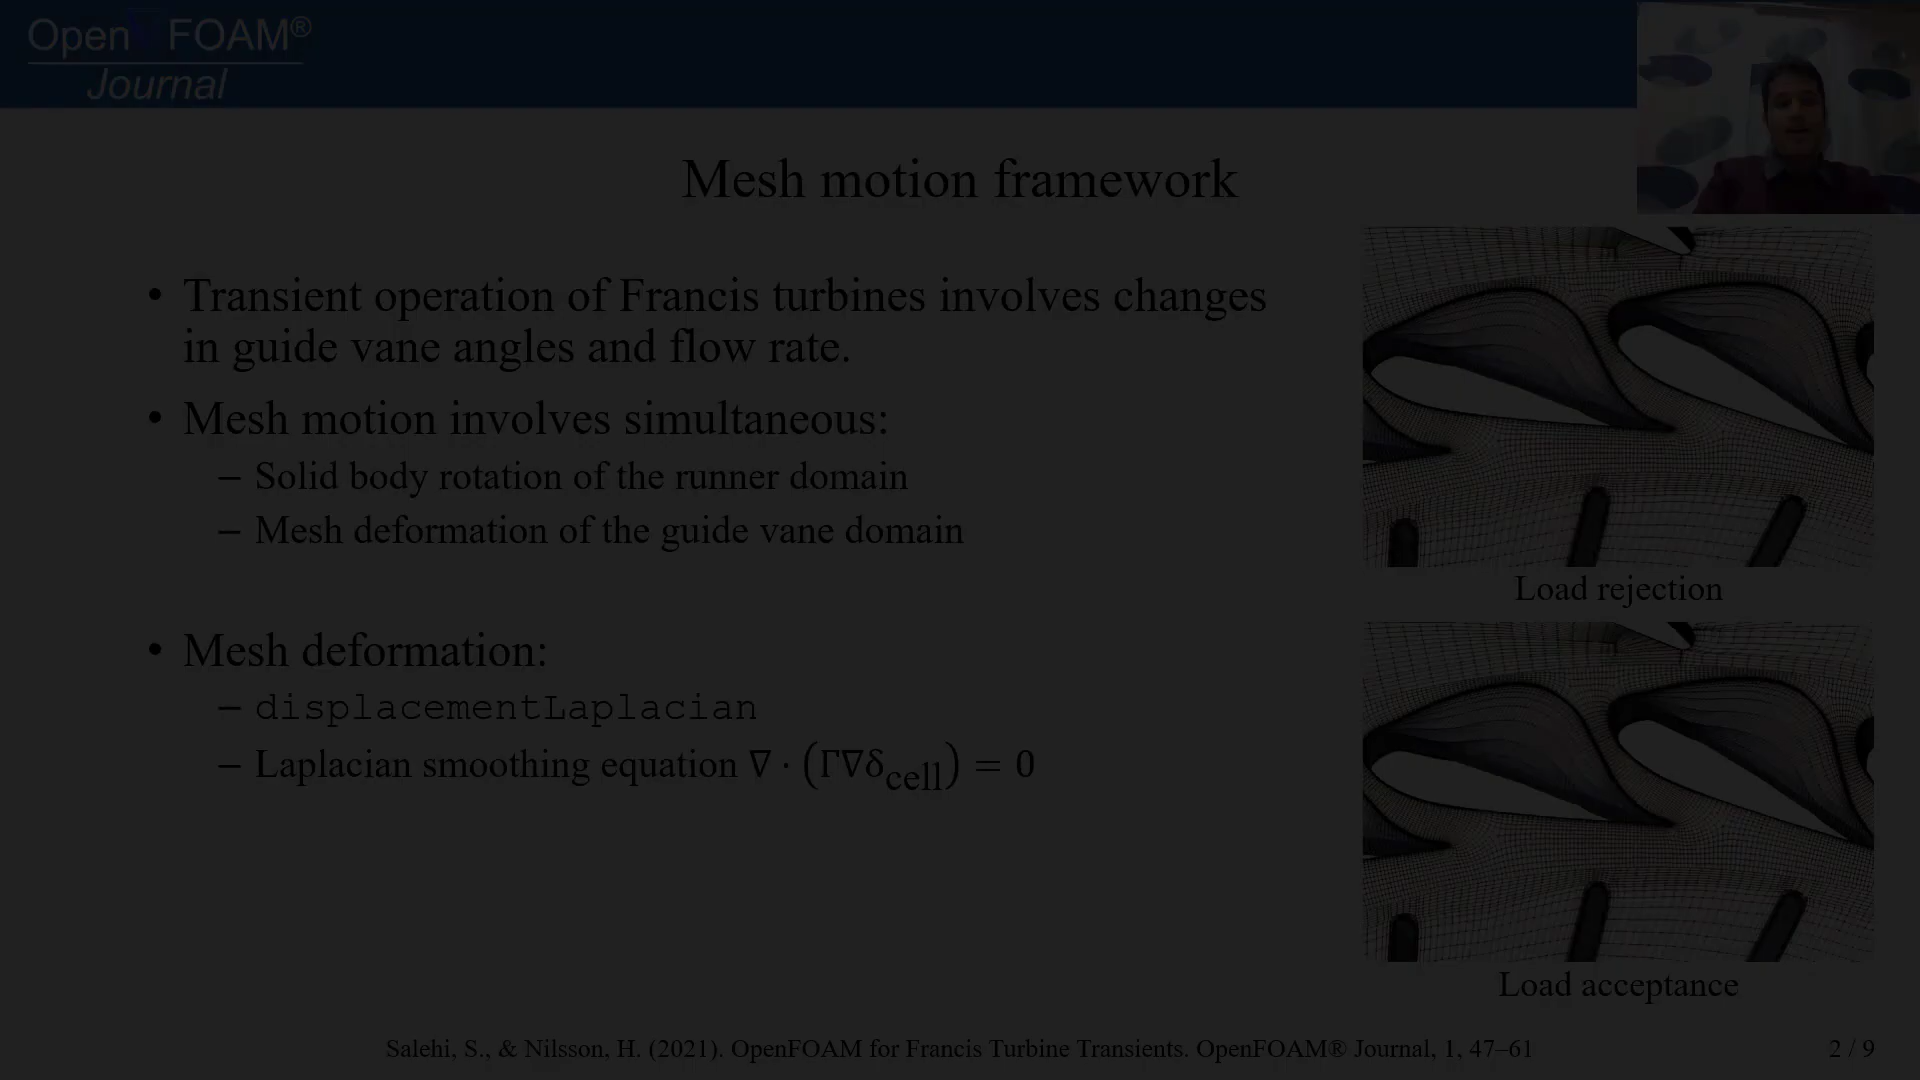 OpenFOAM®
Journal
Mesh motion framework
• Transient operation of Francis turbines involves changes
in guide vane angles and flow rate.
• Mesh motion involves simultaneous:
– Solid body rotation of the runner domain
– Mesh deformation of the guide vane domain
• Mesh deformation:
– displacementLaplacian
– Laplacian smoothing equation ∇ · (Γ∇δcell) = 0
Load rejection
Load acceptance
Salehi, S., & Nilsson, H. (2021). OpenFOAM for Francis Turbine Transients. OpenFOAM® Journal, 1, 47–61
2 / 9